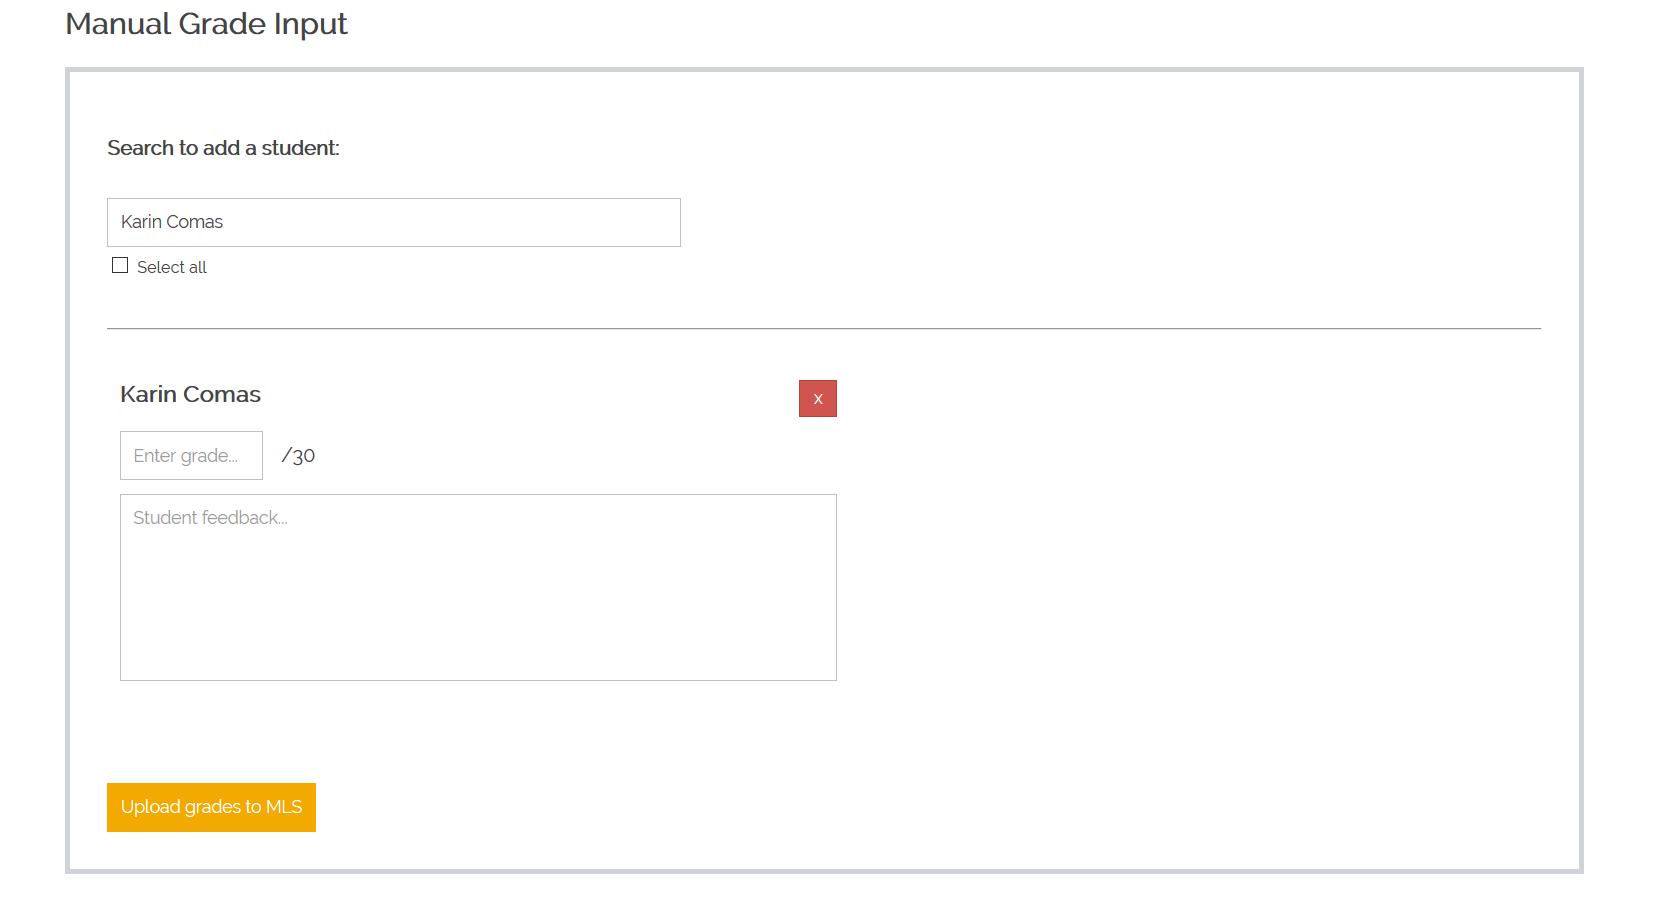 Manual Grade Input
Search to add a student:
Karin Comas
Select all
Karin Comas
X
Enter grade...
/30
Student feedback...
Upload grades to MLS